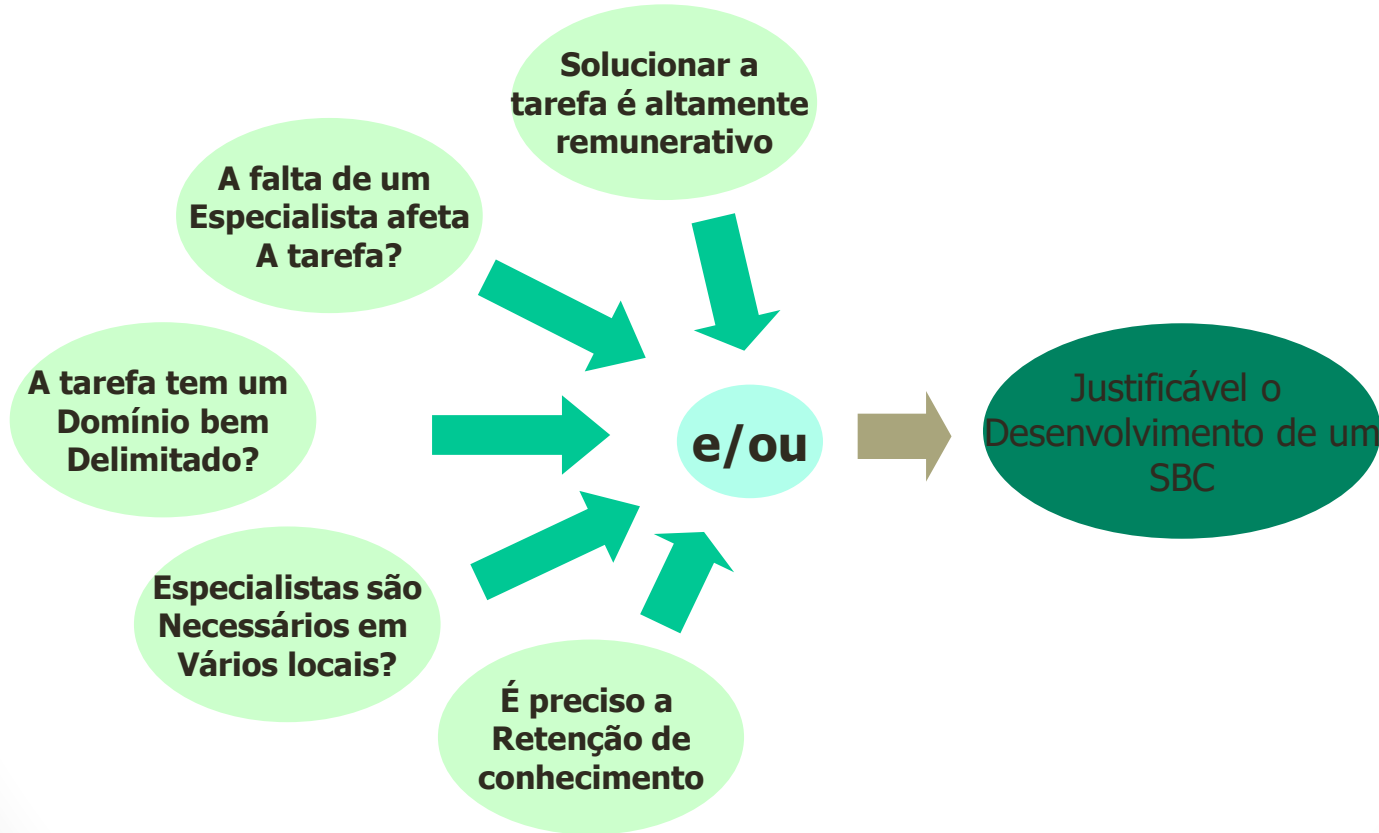 Solucionar a
tarefa é altamente
remunerativo
A falta de um
Especialista afeta
A tarefa?
A tarefa tem um
Domínio bem
Delimitado?
Especialistas são
Necessários em
Vários locais?
É preciso a
Retenção de
conhecimento
e/ou
Justificável o
Desenvolvimento de um
SBC